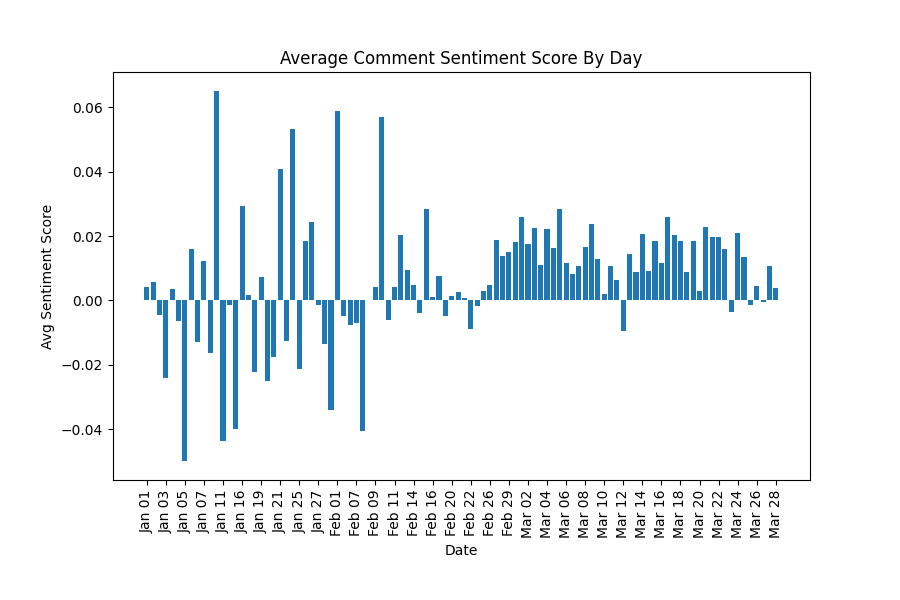 Average Comment Sentiment Score By Day
Avg Sentiment Score
0.06
0.04
0.02
0.00
−0.02
−0.04
Jan 01
Jan 03
Jan 05
Jan 07
Jan 11
Jan 16
Jan 19
Jan 21
Jan 25
Jan 27
Feb 01
Feb 07
Feb 09
Feb 11
Feb 14
Feb 16
Feb 20
Feb 22
Feb 26
Feb 29
Mar 02
Mar 04
Mar 06
Mar 08
Mar 10
Mar 12
Mar 14
Mar 16
Mar 18
Mar 20
Mar 22
Mar 24
Mar 26
Mar 28
Date